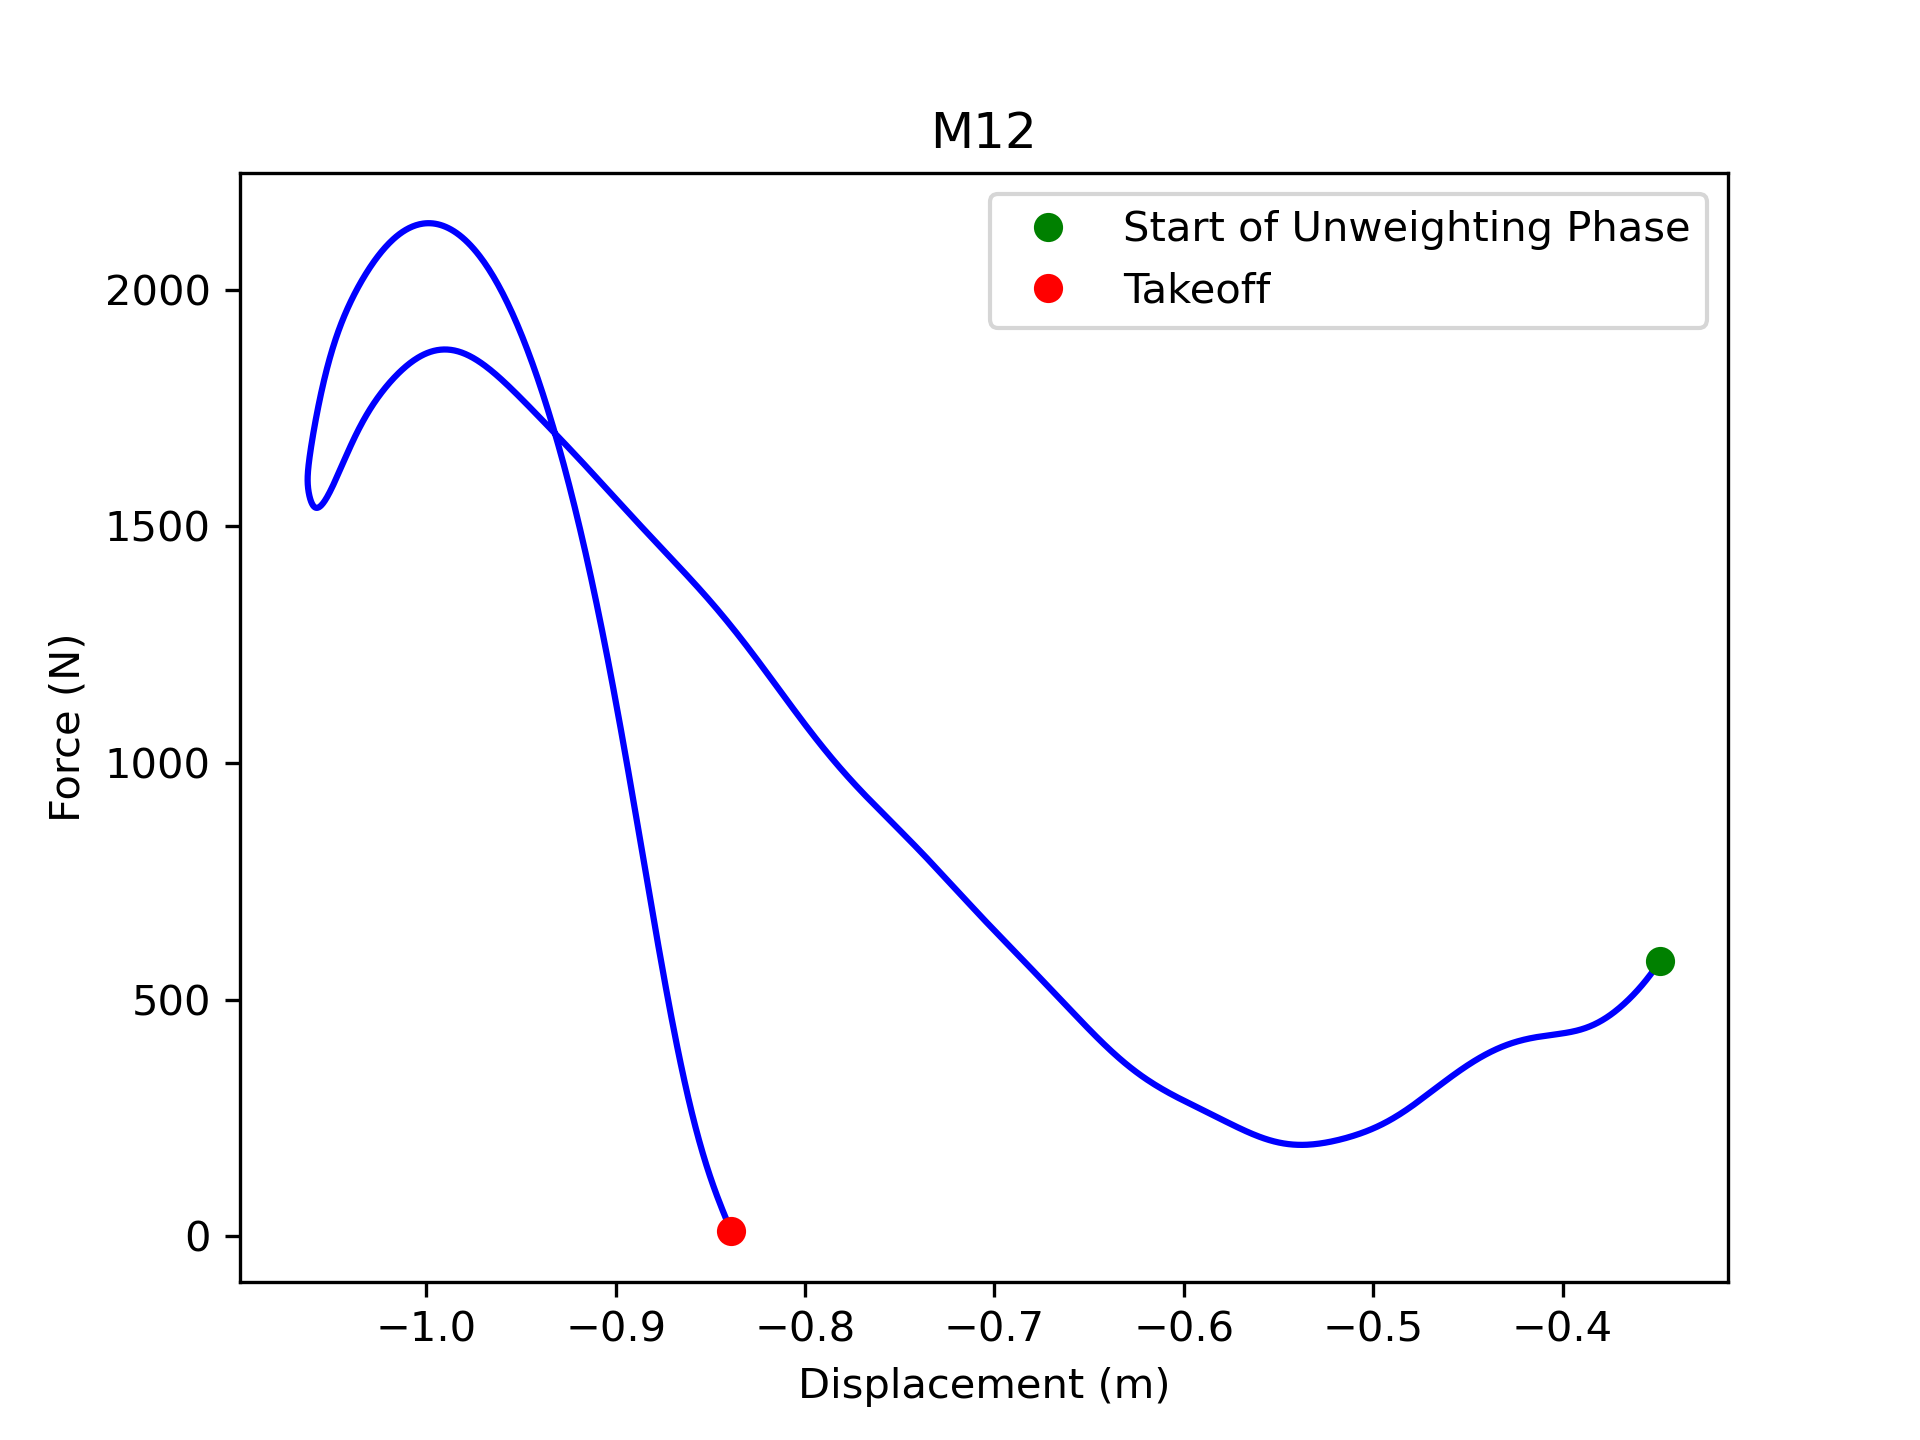 M12
Start of Unweighting Phase
Takeoff
2000
1500
1000
500
0
Force (N)
−1.0 −0.9 −0.8 −0.7 −0.6 −0.5 −0.4
Displacement (m)